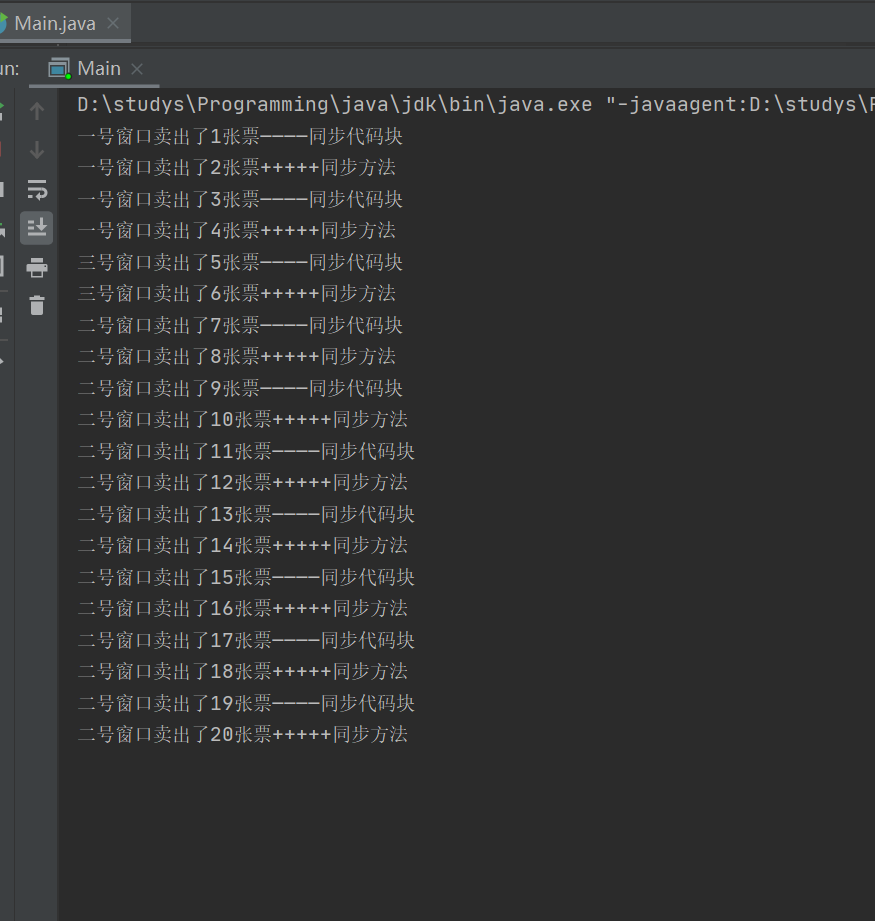 Main.java
un:
Main
D:\studys\Programming\java\jdk\bin\java.exe "-javaagent:D:\studys\
一号窗口卖出了1张票————同步代码块
一号窗口卖出了2张票+++++同步方法
一号窗口卖出了3张票————同步代码块
一号窗口卖出了4张票+++++同步方法
三号窗口卖出了5张票————同步代码块
三号窗口卖出了6张票+++++同步方法
二号窗口卖出了7张票————同步代码块
二号窗口卖出了8张票+++++同步方法
二号窗口卖出了9张票————同步代码块
二号窗口卖出了10张票+++++同步方法
二号窗口卖出了11张票————同步代码块
二号窗口卖出了12张票+++++同步方法
二号窗口卖出了13张票————同步代码块
二号窗口卖出了14张票+++++同步方法
二号窗口卖出了15张票————同步代码块
二号窗口卖出了16张票+++++同步方法
二号窗口卖出了17张票————同步代码块
二号窗口卖出了18张票+++++同步方法
二号窗口卖出了19张票————同步代码块
二号窗口卖出了20张票+++++同步方法